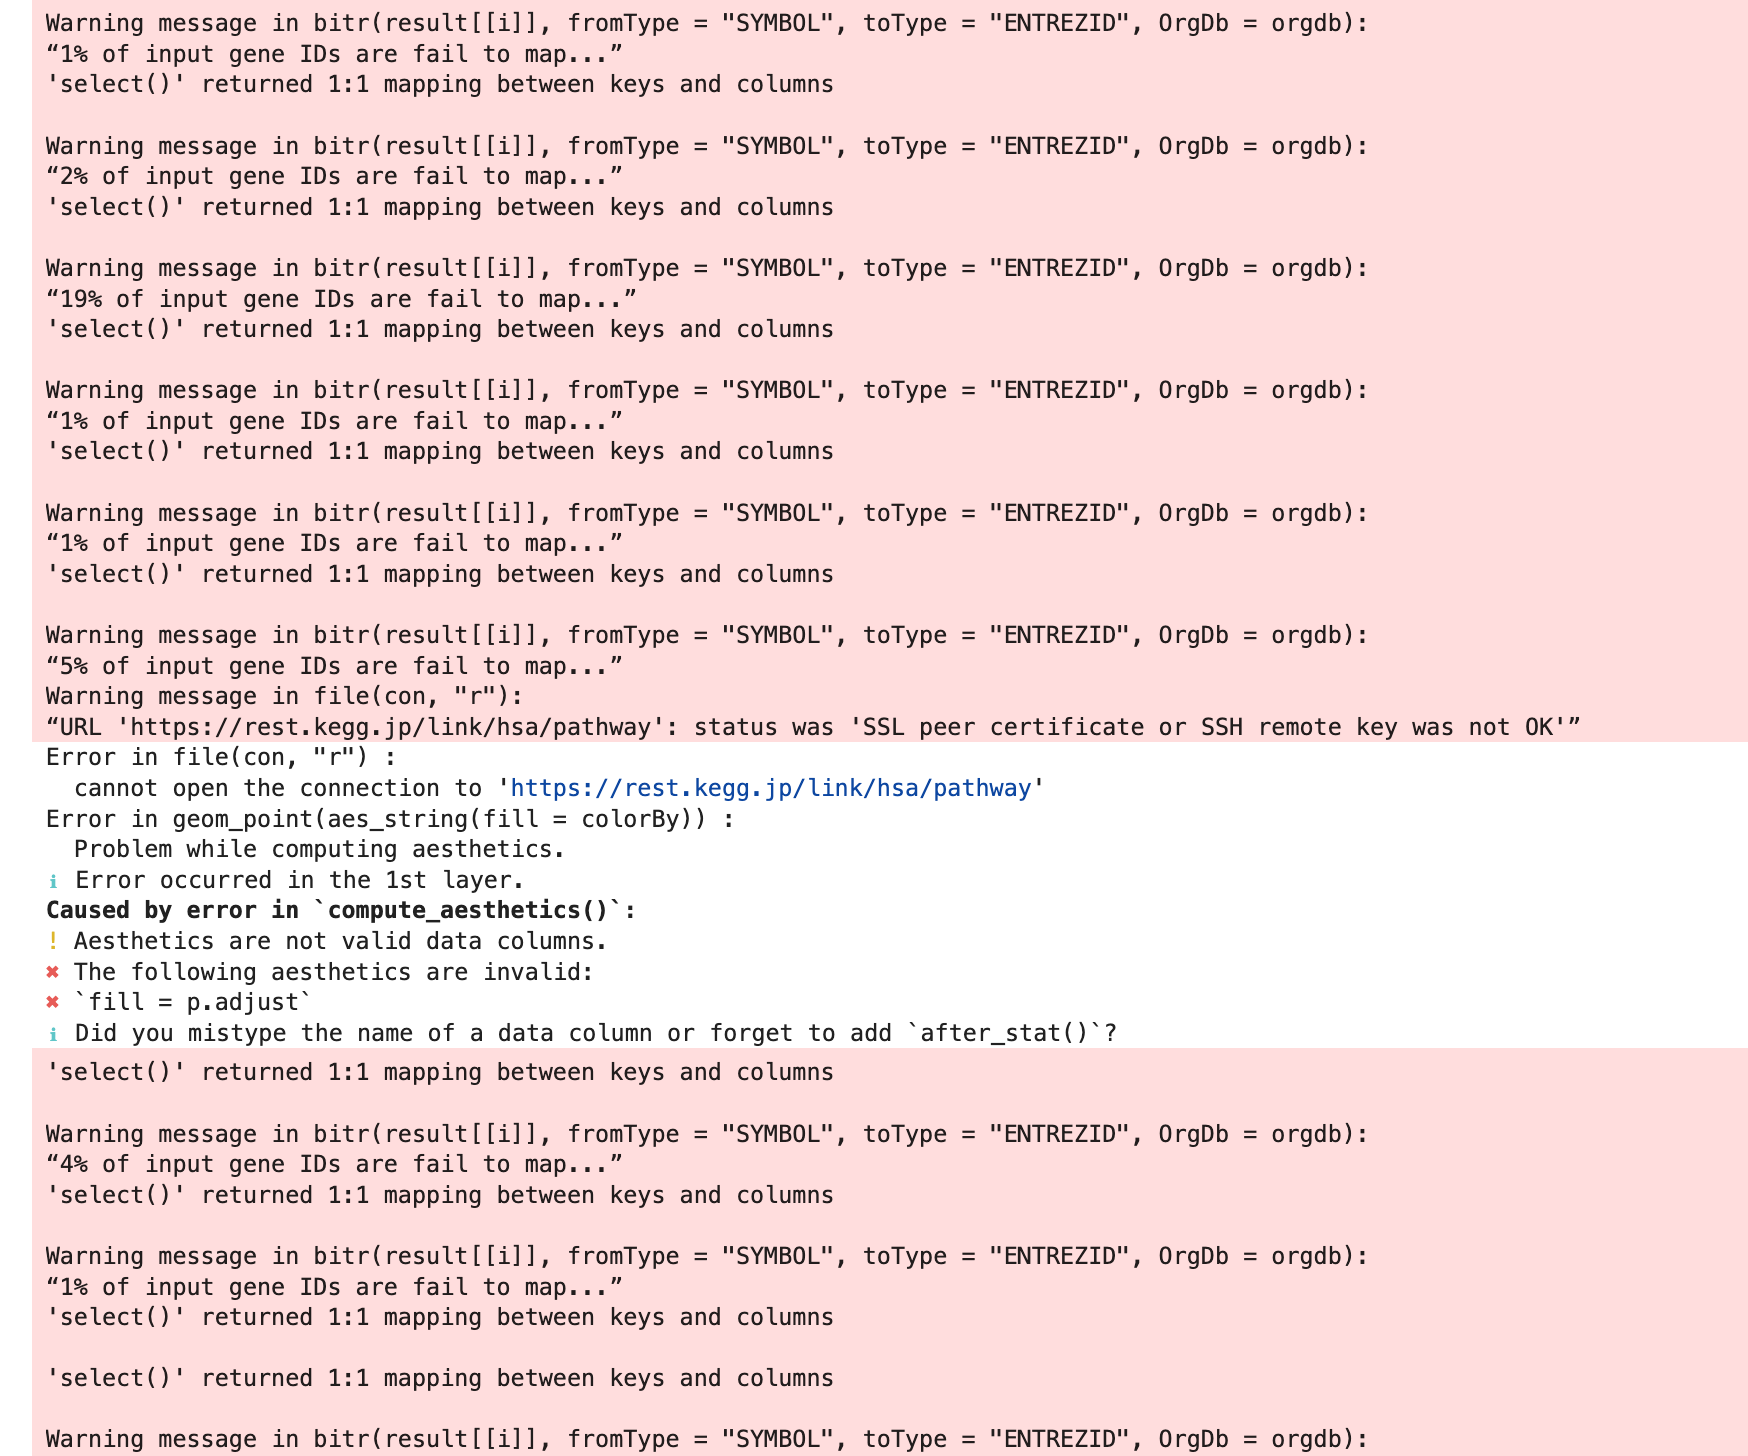 Warning message in bitr(result[[i]], fromType = "SYMBOL", toType = "ENTREZID", OrgDb = orgdb):
“1% of input gene IDs are fail to map...”
'select()' returned 1:1 mapping between keys and columns
Warning message in bitr(result[[i]], fromType = "SYMBOL", toType = "ENTREZID", OrgDb = orgdb):
“2% of input gene IDs are fail to map...”
'select()' returned 1:1 mapping between keys and columns
Warning message in bitr(result[[i]], fromType = "SYMBOL", toType = "ENTREZID", OrgDb = orgdb):
“19% of input gene IDs are fail to map...”
'select()' returned 1:1 mapping between keys and columns
Warning message in bitr(result[[i]], fromType = "SYMBOL", toType = "ENTREZID", OrgDb = orgdb):
“1% of input gene IDs are fail to map...”
'select()' returned 1:1 mapping between keys and columns
Warning message in bitr(result[[i]], fromType = "SYMBOL", toType = "ENTREZID", OrgDb = orgdb):
“1% of input gene IDs are fail to map...”
'select()' returned 1:1 mapping between keys and columns
Warning message in bitr(result[[i]], fromType = "SYMBOL", toType = "ENTREZID", OrgDb = orgdb):
“5% of input gene IDs are fail to map...”
Warning message in file(con, "r"):
“URL 'https://rest.kegg.jp/link/hsa/pathway': status was 'SSL peer certificate or SSH remote key was not OK'”
Error in file(con, "r") :
cannot open the connection to 'https://rest.kegg.jp/link/hsa/pathway'
Error in geom_point(aes_string(fill = colorBy)) :
Problem while computing aesthetics.
ℹ Error occurred in the 1st layer.
Caused by error in `compute_aesthetics()`:
! Aesthetics are not valid data columns.
✖ The following aesthetics are invalid:
✖ `fill = p.adjust`
ℹ Did you mistype the name of a data column or forget to add `after_stat()`?
'select()' returned 1:1 mapping between keys and columns
Warning message in bitr(result[[i]], fromType = "SYMBOL", toType = "ENTREZID", OrgDb = orgdb):
“4% of input gene IDs are fail to map...”
'select()' returned 1:1 mapping between keys and columns
Warning message in bitr(result[[i]], fromType = "SYMBOL", toType = "ENTREZID", OrgDb = orgdb):
“1% of input gene IDs are fail to map...”
'select()' returned 1:1 mapping between keys and columns
'select()' returned 1:1 mapping between keys and columns
Warning message in bitr(result[[i]], fromType = "SYMBOL", toType = "ENTREZID", OrgDb = orgdb):